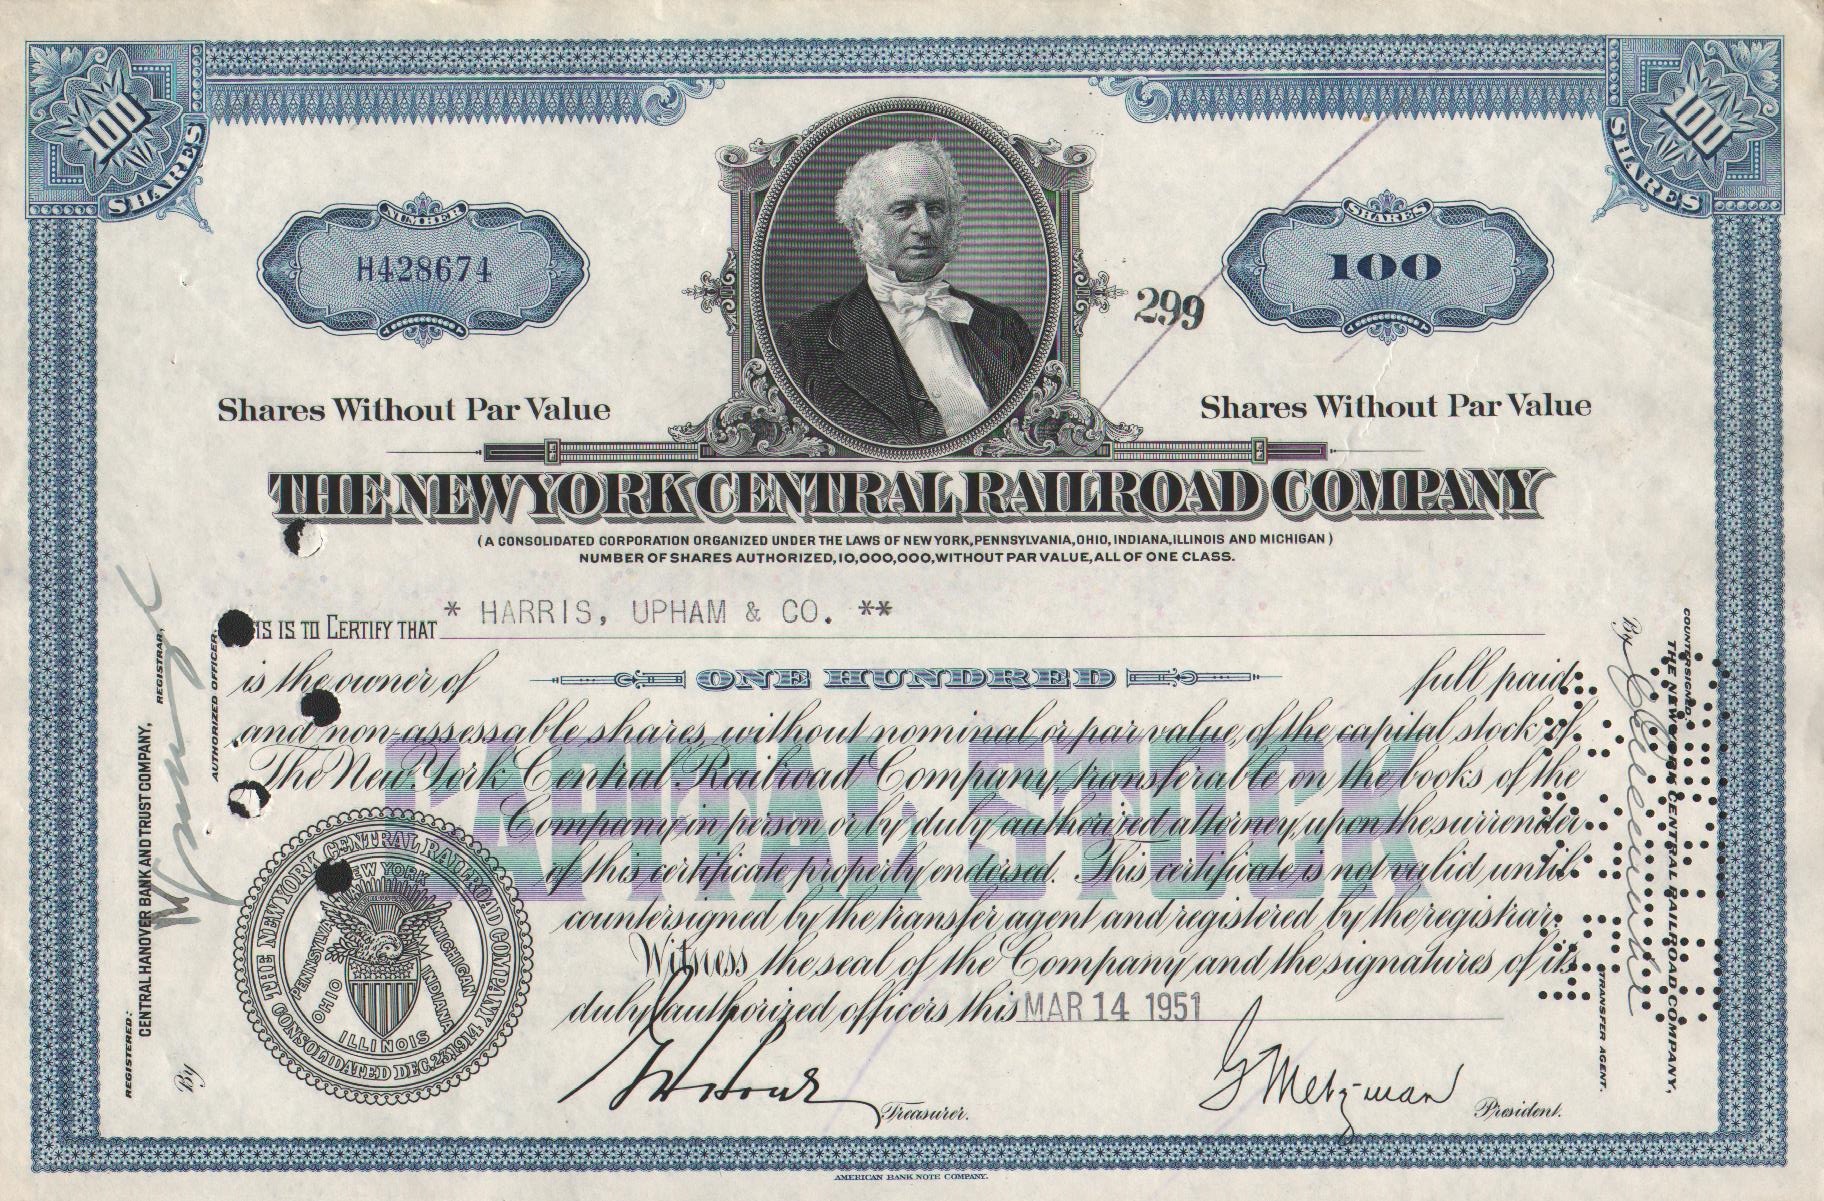 100
SHARES
100
SHARES
NUMBER
H428674
SHARES
100
299
Shares Without Par Value
Shares Without Par Value
THE NEW YORK CENTRAL RAILROAD COMPANY
(A CONSOLIDATED CORPORATION ORGANIZED UNDER THE LAWS OF NEW YORK, PENNSYLVANIA, OHIO, INDIANA, ILLINOIS AND MICHIGAN)
NUMBER OF SHARES AUTHORIZED, 10,000,000, WITHOUT PAR VALUE, ALL OF ONE CLASS.
IS IS TO CERTIFY THAT * HARRIS, UPHAM & CO. **
is the owner of ONE HUNDRED full paid
and non-assessable shares, without nominal or par value, of the capital stock of
The New York Central Railroad Company, transferable on the books of the
Company in person or by duly authorized attorney, upon the surrender
of this certificate properly endorsed. This certificate is not valid until
countersigned by the transfer agent and registered by the registrar.
Witness the seal of the Company and the signatures of its
duly authorized officers this MAR 14 1951
CAPITAL STOCK
G Metzman
Treasurer.
President.
REGISTERED:
CENTRAL HANOVER BANK AND TRUST COMPANY,
REGISTRAR,
By
AUTHORIZED OFFICER.
COUNTERSIGNED:
THE NEW YORK CENTRAL RAILROAD COMPANY,
By
TRANSFER AGENT.
THE NEW YORK CENTRAL RAILROAD COMPANY
CONSOLIDATED DEC. 23, 1914
NEW YORK
PENNSYLVANIA
MICHIGAN
OHIO
INDIANA
ILLINOIS
AMERICAN BANK NOTE COMPANY.